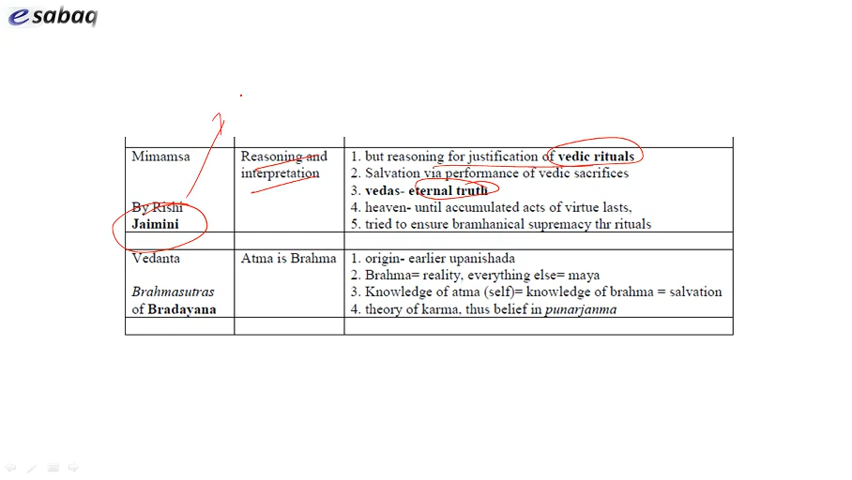 esabaq
Mimamsa
By Rishi
Jaimini
Reasoning and
interpretation
1. but reasoning for justification of vedic rituals
2. Salvation via performance of vedic sacrifices
3. vedas- eternal truth
4. heaven- until accumulated acts of virtue lasts,
5. tried to ensure bramhanical supremacy thr rituals
Vedanta
Brahmasutras
of Bradayana
Atma is Brahma
1. origin- earlier upanishada
2. Brahma= reality, everything else= maya
3. Knowledge of atma (self)= knowledge of brahma = salvation
4. theory of karma, thus belief in punarjanma